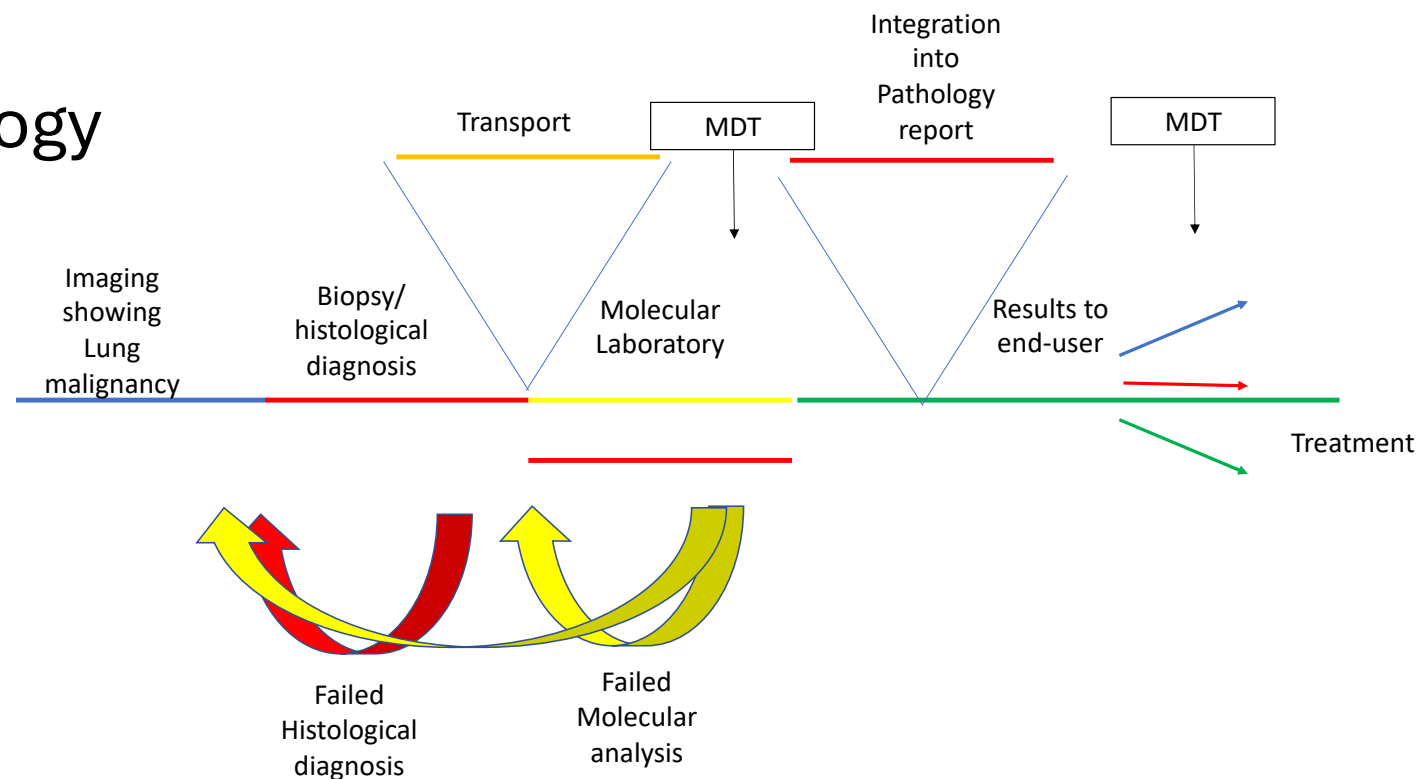 ogy
Integration
into
Pathology
report
Transport
MDT
MDT
Imaging
showing
Lung
malignancy
Biopsy/
histological
diagnosis
Molecular
Laboratory
Results to
end-user
Treatment
Failed
Histological
diagnosis
Failed
Molecular
analysis